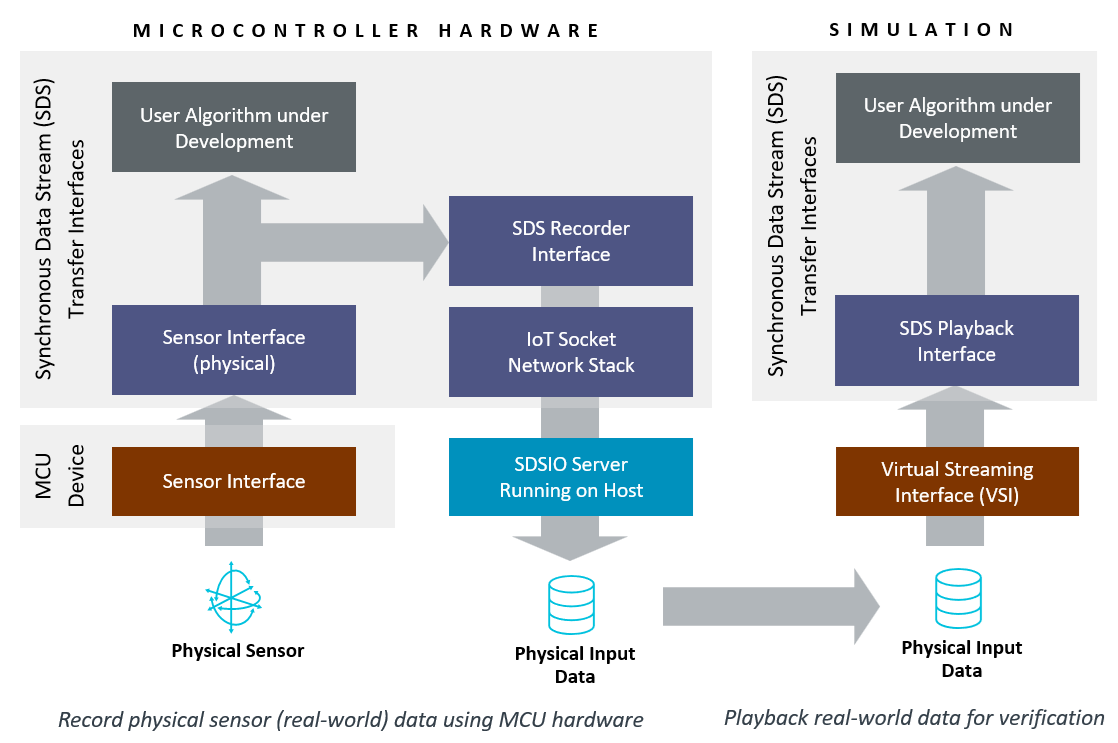 MICROCONTROLLER HARDWARE
Synchronous Data Stream (SDS)
Transfer Interfaces
User Algorithm under
Development
SDS Recorder
Interface
Sensor Interface
(physical)
IoT Socket
Network Stack
MCU
Device
Sensor Interface
SDSIO Server
Running on Host
Physical Sensor
Physical Input
Data
Record physical sensor (real-world) data using MCU hardware
SIMULATION
Synchronous Data Stream (SDS)
Transfer Interfaces
User Algorithm under
Development
SDS Playback
Interface
Virtual Streaming
Interface (VSI)
Physical Input
Data
Playback real-world data for verification